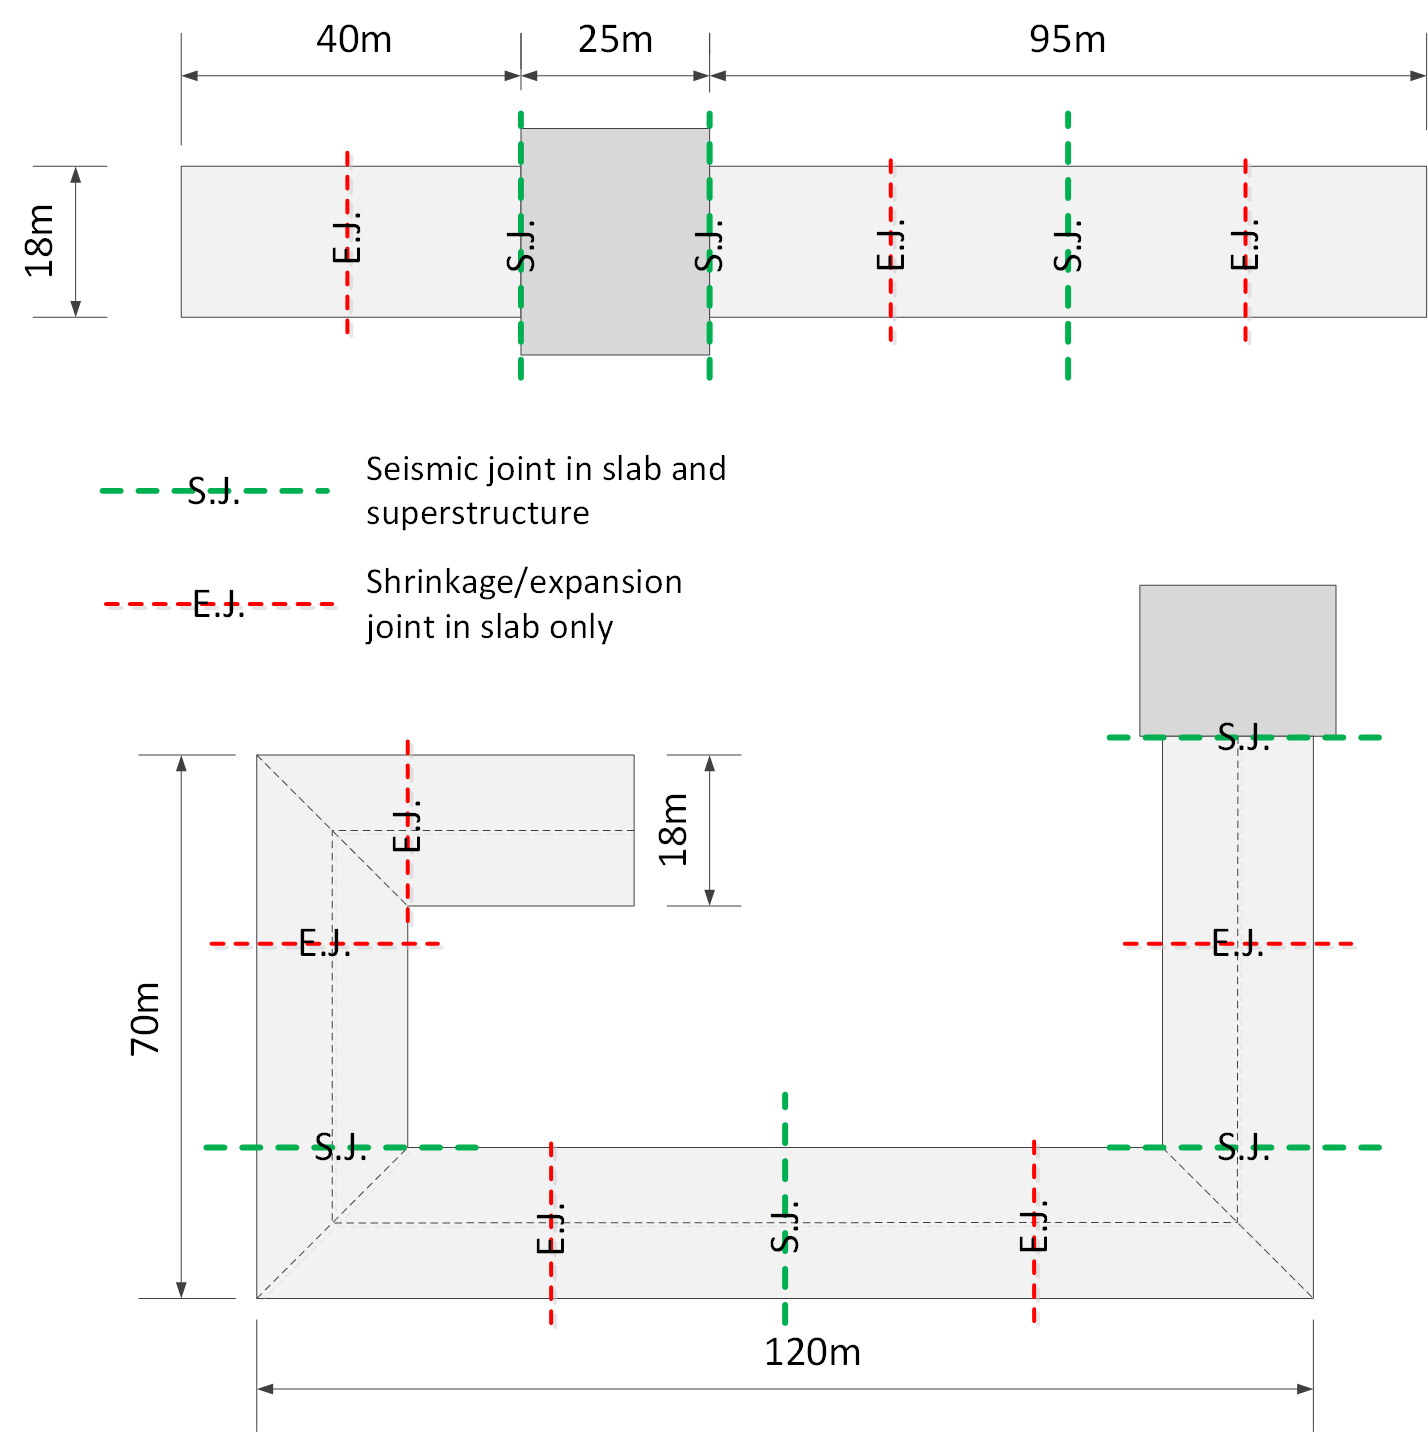 40m
25m
95m
18m
E.J.
S.J.
S.J.
E.J.
S.J.
E.J.
S.J.
Seismic joint in slab and
superstructure
E.J.
Shrinkage/expansion
joint in slab only
S.J.
E.J.
18m
E.J.
E.J.
70m
S.J.
S.J.
E.J.
S.J.
E.J.
120m